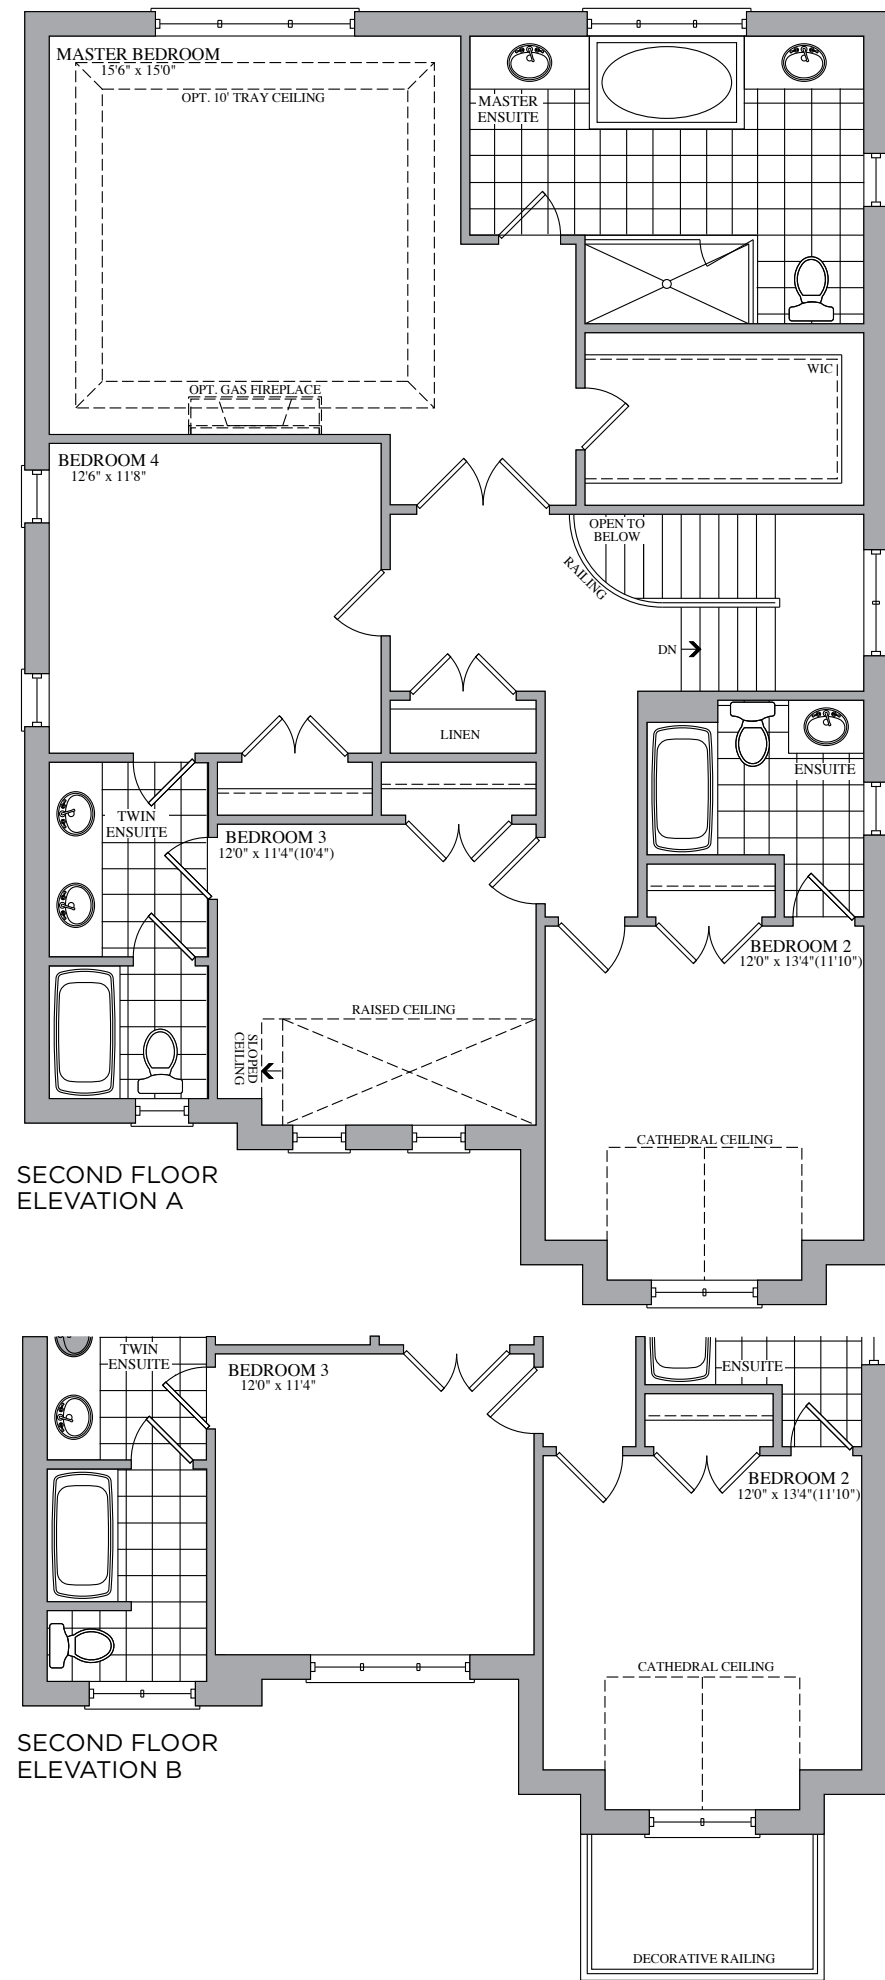 MASTER BEDROOM
15'6" x 15'0"
OPT. 10' TRAY CEILING
MASTER
ENSUITE
OPT. GAS FIREPLACE
WIC
BEDROOM 4
12'6" x 11'8"
OPEN TO
BELOW
RAILING
DN
LINEN
ENSUITE
TWIN
ENSUITE
BEDROOM 3
12'0" x 11'4"(10'4")
BEDROOM 2
12'0" x 13'4"(11'10")
RAISED CEILING
SLOPED
CEILING
CATHEDRAL CEILING
SECOND FLOOR
ELEVATION A
TWIN
ENSUITE
BEDROOM 3
12'0" x 11'4"
ENSUITE
BEDROOM 2
12'0" x 13'4"(11'10")
CATHEDRAL CEILING
SECOND FLOOR
ELEVATION B
DECORATIVE RAILING